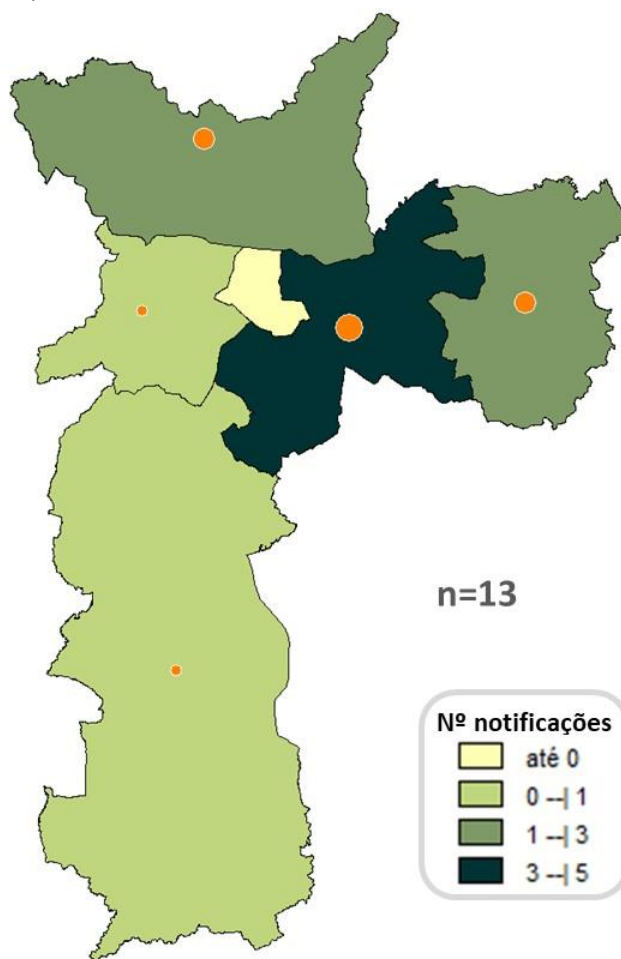 n=13
Nº notificações
até 0
0 --| 1
1 --| 3
3 --| 5